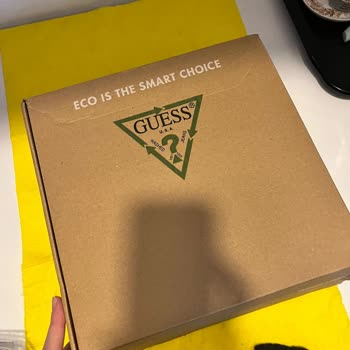 ECO IS THE SMART CHOICE
GUESS®
U.S.A.
?